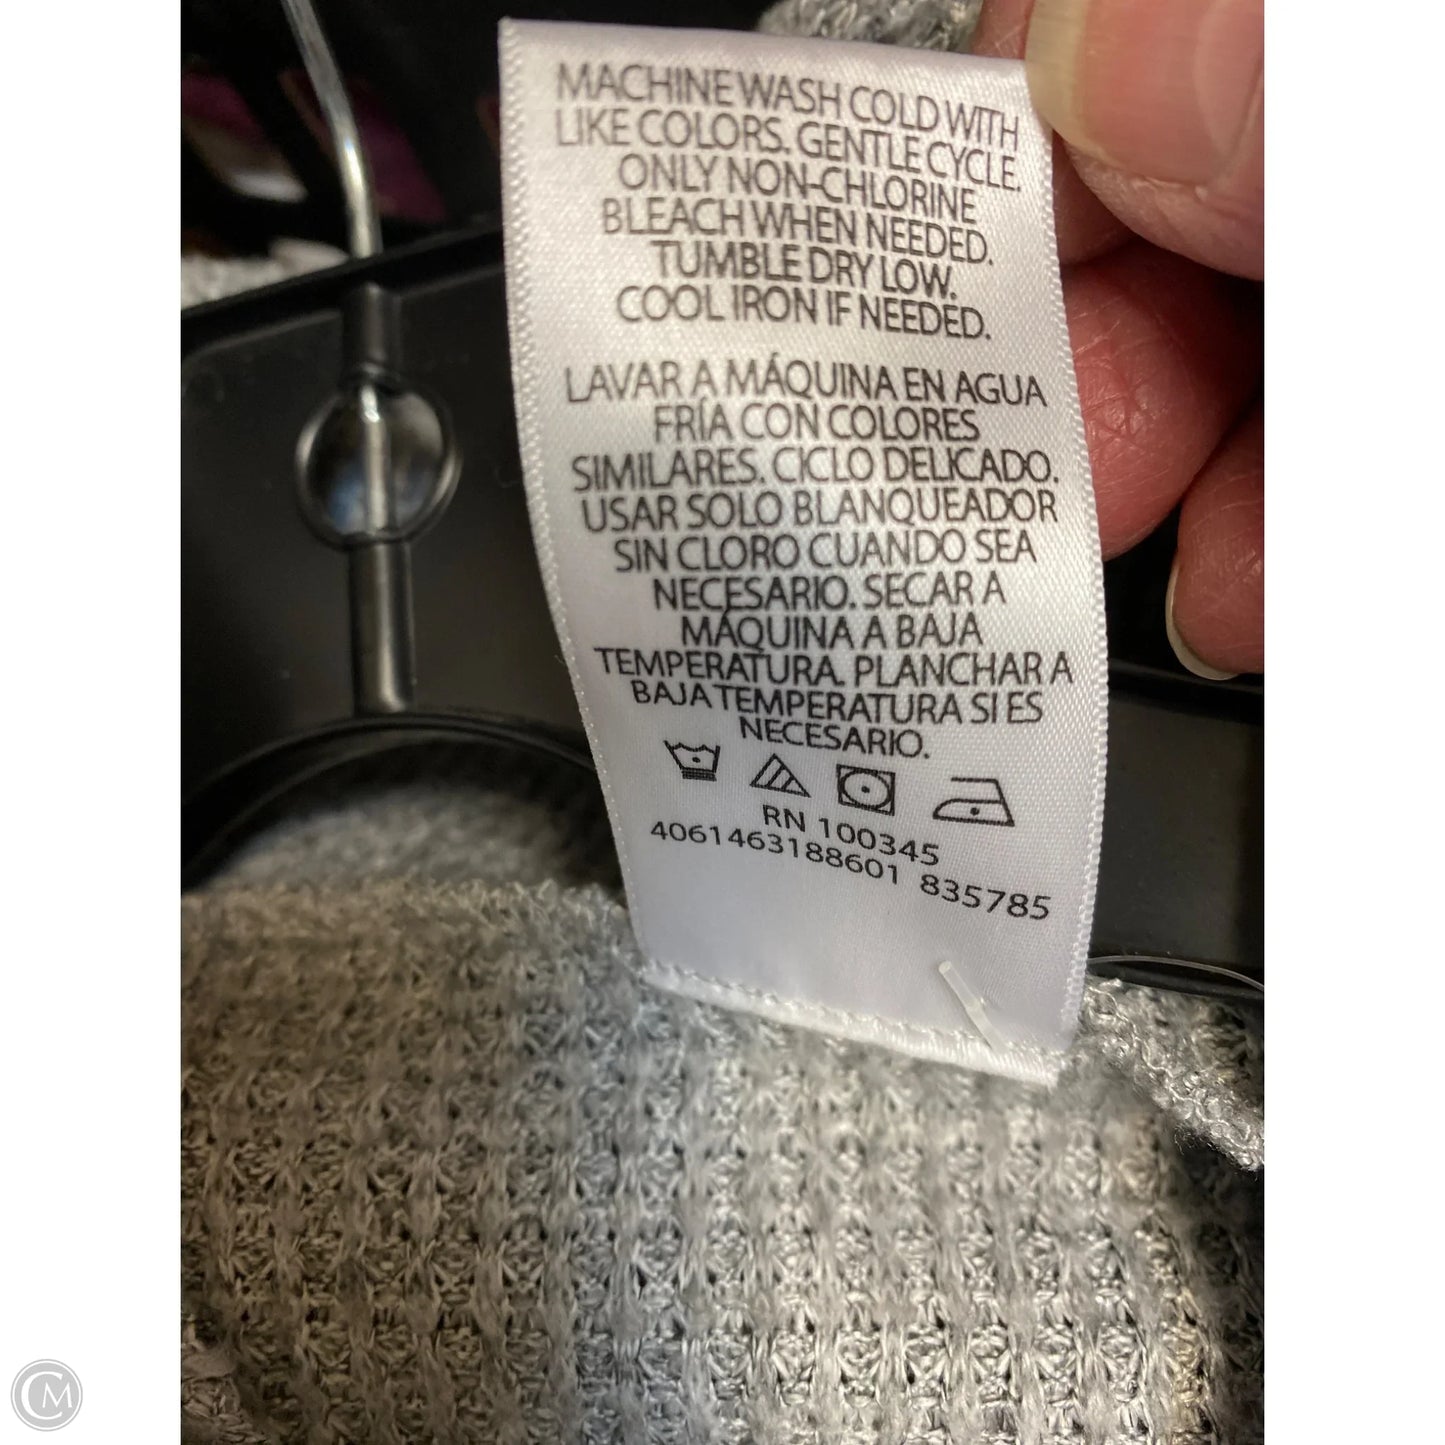 MACHINE WASH COLD WITH
LIKE COLORS. GENTLE CYCLE.
ONLY NON-CHLORINE
BLEACH WHEN NEEDED.
TUMBLE DRY LOW.
COOL IRON IF NEEDED.
LAVAR A MÁQUINA EN AGUA
FRÍA CON COLORES
SIMILARES. CICLO DELICADO.
USAR SOLO BLANQUEADOR
SIN CLORO CUANDO SEA
NECESARIO. SECAR A
MÁQUINA A BAJA
TEMPERATURA. PLANCHAR A
BAJA TEMPERATURA SI ES
NECESARIO.
RN 100345
4061463188601 835785
CM